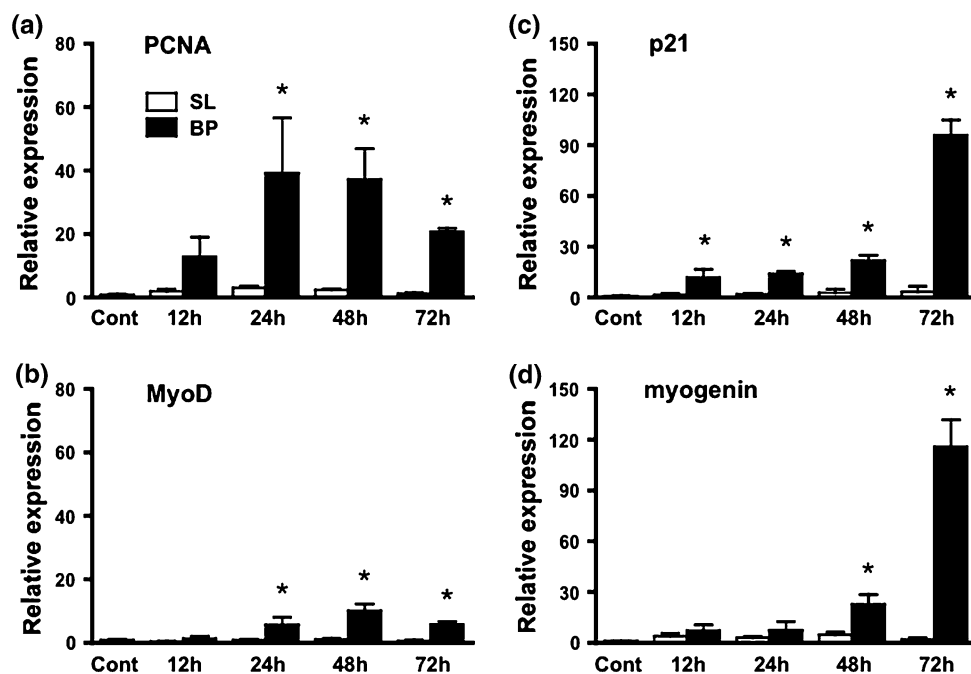 (a)
PCNA
SL
BP
Relative expression
80
60
40
20
0
Cont 12h 24h 48h 72h
* * *
(b)
MyoD
Relative expression
80
60
40
20
0
Cont 12h 24h 48h 72h
* * *
(c)
p21
Relative expression
150
120
90
60
30
0
Cont 12h 24h 48h 72h
* * * *
(d)
myogenin
Relative expression
150
120
90
60
30
0
Cont 12h 24h 48h 72h
* *